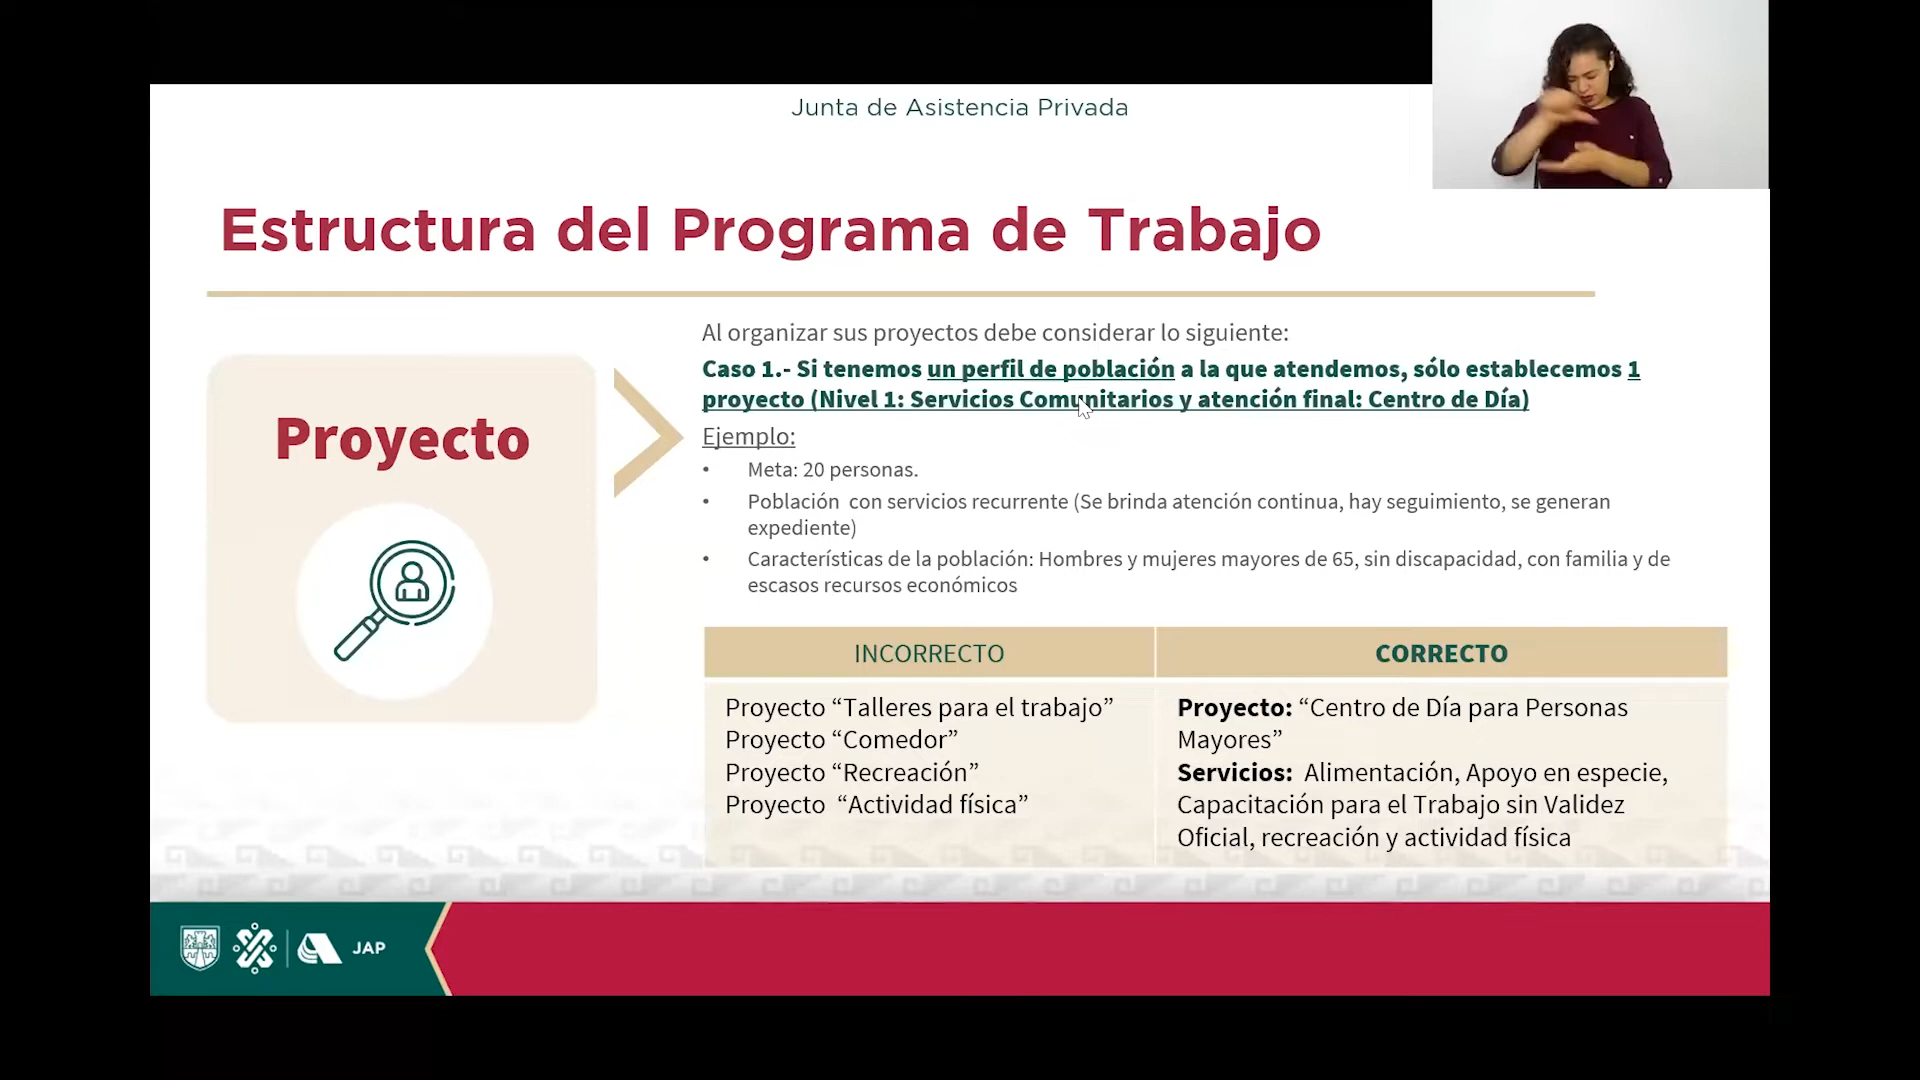 Junta de Asistencia Privada
Estructura del Programa de Trabajo
Proyecto
Al organizar sus proyectos debe considerar lo siguiente:
Caso 1.- Si tenemos un perfil de población a la que atendemos, sólo establecemos 1
proyecto (Nivel 1: Servicios Comunitarios y atención final: Centro de Día)
Ejemplo:
• Meta: 20 personas.
• Población con servicios recurrente (Se brinda atención continua, hay seguimiento, se generan
expediente)
• Características de la población: Hombres y mujeres mayores de 65, sin discapacidad, con familia y de
escasos recursos económicos
INCORRECTO
Proyecto “Talleres para el trabajo”
Proyecto “Comedor”
Proyecto “Recreación”
Proyecto “Actividad física”
CORRECTO
Proyecto: “Centro de Día para Personas
Mayores”
Servicios: Alimentación, Apoyo en especie,
Capacitación para el Trabajo sin Validez
Oficial, recreación y actividad física
JAP